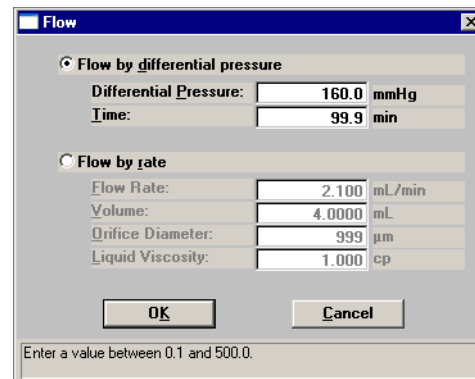 Flow
Flow by differential pressure
Differential Pressure: 160.0 mmHg
Time: 99.9 min
Flow by rate
Flow Rate: 2.100 mL/min
Volume: 4.0000 mL
Orifice Diameter: 999 µm
Liquid Viscosity: 1.000 cp
OK Cancel
Enter a value between 0.1 and 500.0.